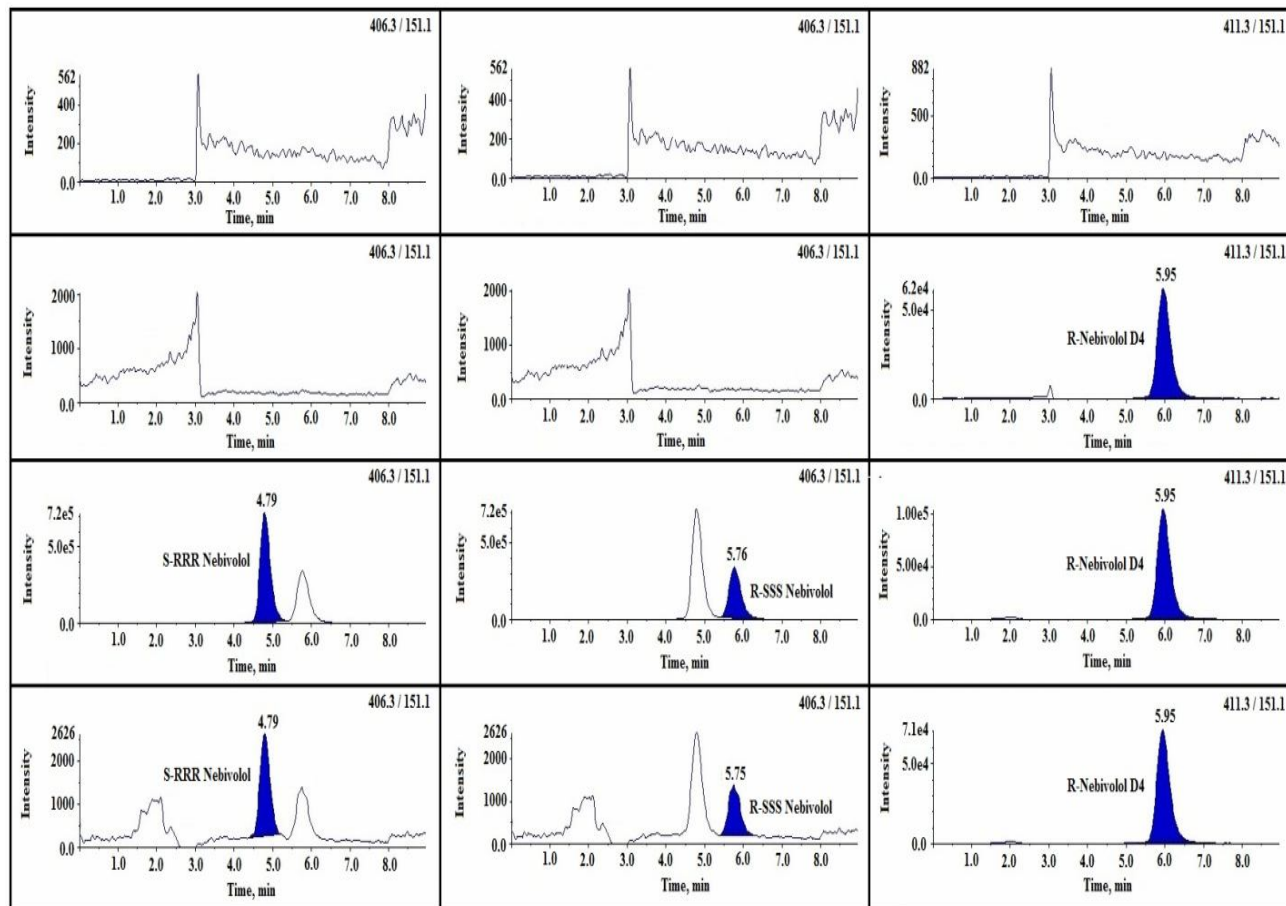 406.3 / 151.1
562
400
200
0.0
Intensity
1.0 2.0 3.0 4.0 5.0 6.0 7.0 8.0
Time, min
406.3 / 151.1
562
400
200
0.0
Intensity
1.0 2.0 3.0 4.0 5.0 6.0 7.0 8.0
Time, min
411.3 / 151.1
882
500
0.0
Intensity
1.0 2.0 3.0 4.0 5.0 6.0 7.0 8.0
Time, min
406.3 / 151.1
2000
1000
0.0
Intensity
1.0 2.0 3.0 4.0 5.0 6.0 7.0 8.0
Time, min
406.3 / 151.1
2000
1000
0.0
Intensity
1.0 2.0 3.0 4.0 5.0 6.0 7.0 8.0
Time, min
411.3 / 151.1
5.95
6.2e4
5.0e4
R-Nebivolol D4
0.0
Intensity
1.0 2.0 3.0 4.0 5.0 6.0 7.0 8.0
Time, min
406.3 / 151.1
4.79
7.2e5
5.0e5
S-RRR Nebivolol
0.0
Intensity
1.0 2.0 3.0 4.0 5.0 6.0 7.0 8.0
Time, min
406.3 / 151.1
7.2e5
5.0e5
5.76
R-SSS Nebivolol
0.0
Intensity
1.0 2.0 3.0 4.0 5.0 6.0 7.0 8.0
Time, min
411.3 / 151.1
5.95
1.00e5
5.00e4
R-Nebivolol D4
0.0
Intensity
1.0 2.0 3.0 4.0 5.0 6.0 7.0 8.0
Time, min
406.3 / 151.1
4.79
2626
2000
S-RRR Nebivolol
1000
0.0
Intensity
1.0 2.0 3.0 4.0 5.0 6.0 7.0 8.0
Time, min
406.3 / 151.1
2626
2000
5.75
R-SSS Nebivolol
1000
0.0
Intensity
1.0 2.0 3.0 4.0 5.0 6.0 7.0 8.0
Time, min
411.3 / 151.1
5.95
7.1e4
5.0e4
R-Nebivolol D4
0.0
Intensity
1.0 2.0 3.0 4.0 5.0 6.0 7.0 8.0
Time, min